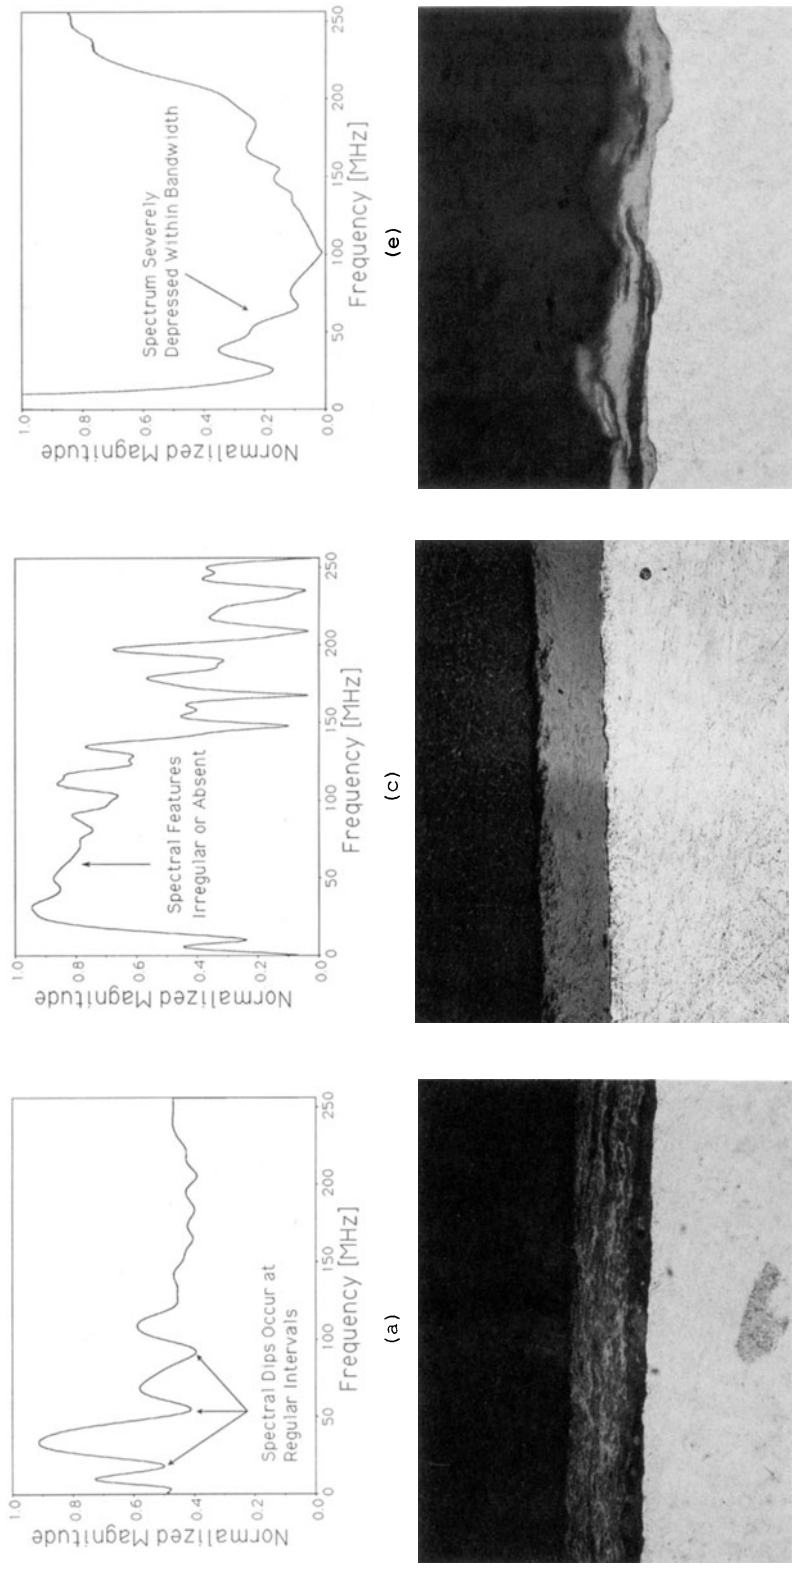 1.0
0.8
0.6
0.4
0.2
0.0
Normalized Magnitude
Spectral Dips Occur at
Regular Intervals
0 50 100 150 200 250
Frequency [MHz]
(a)
1.0
0.8
0.6
0.4
0.2
0.0
Normalized Magnitude
Spectral Features
Irregular or Absent
0 50 100 150 200 250
Frequency [MHz]
(c)
1.0
0.8
0.6
0.4
0.2
0.0
Normalized Magnitude
Spectrum Severely
Depressed Within Bandwidth
0 50 100 150 200 250
Frequency [MHz]
(e)